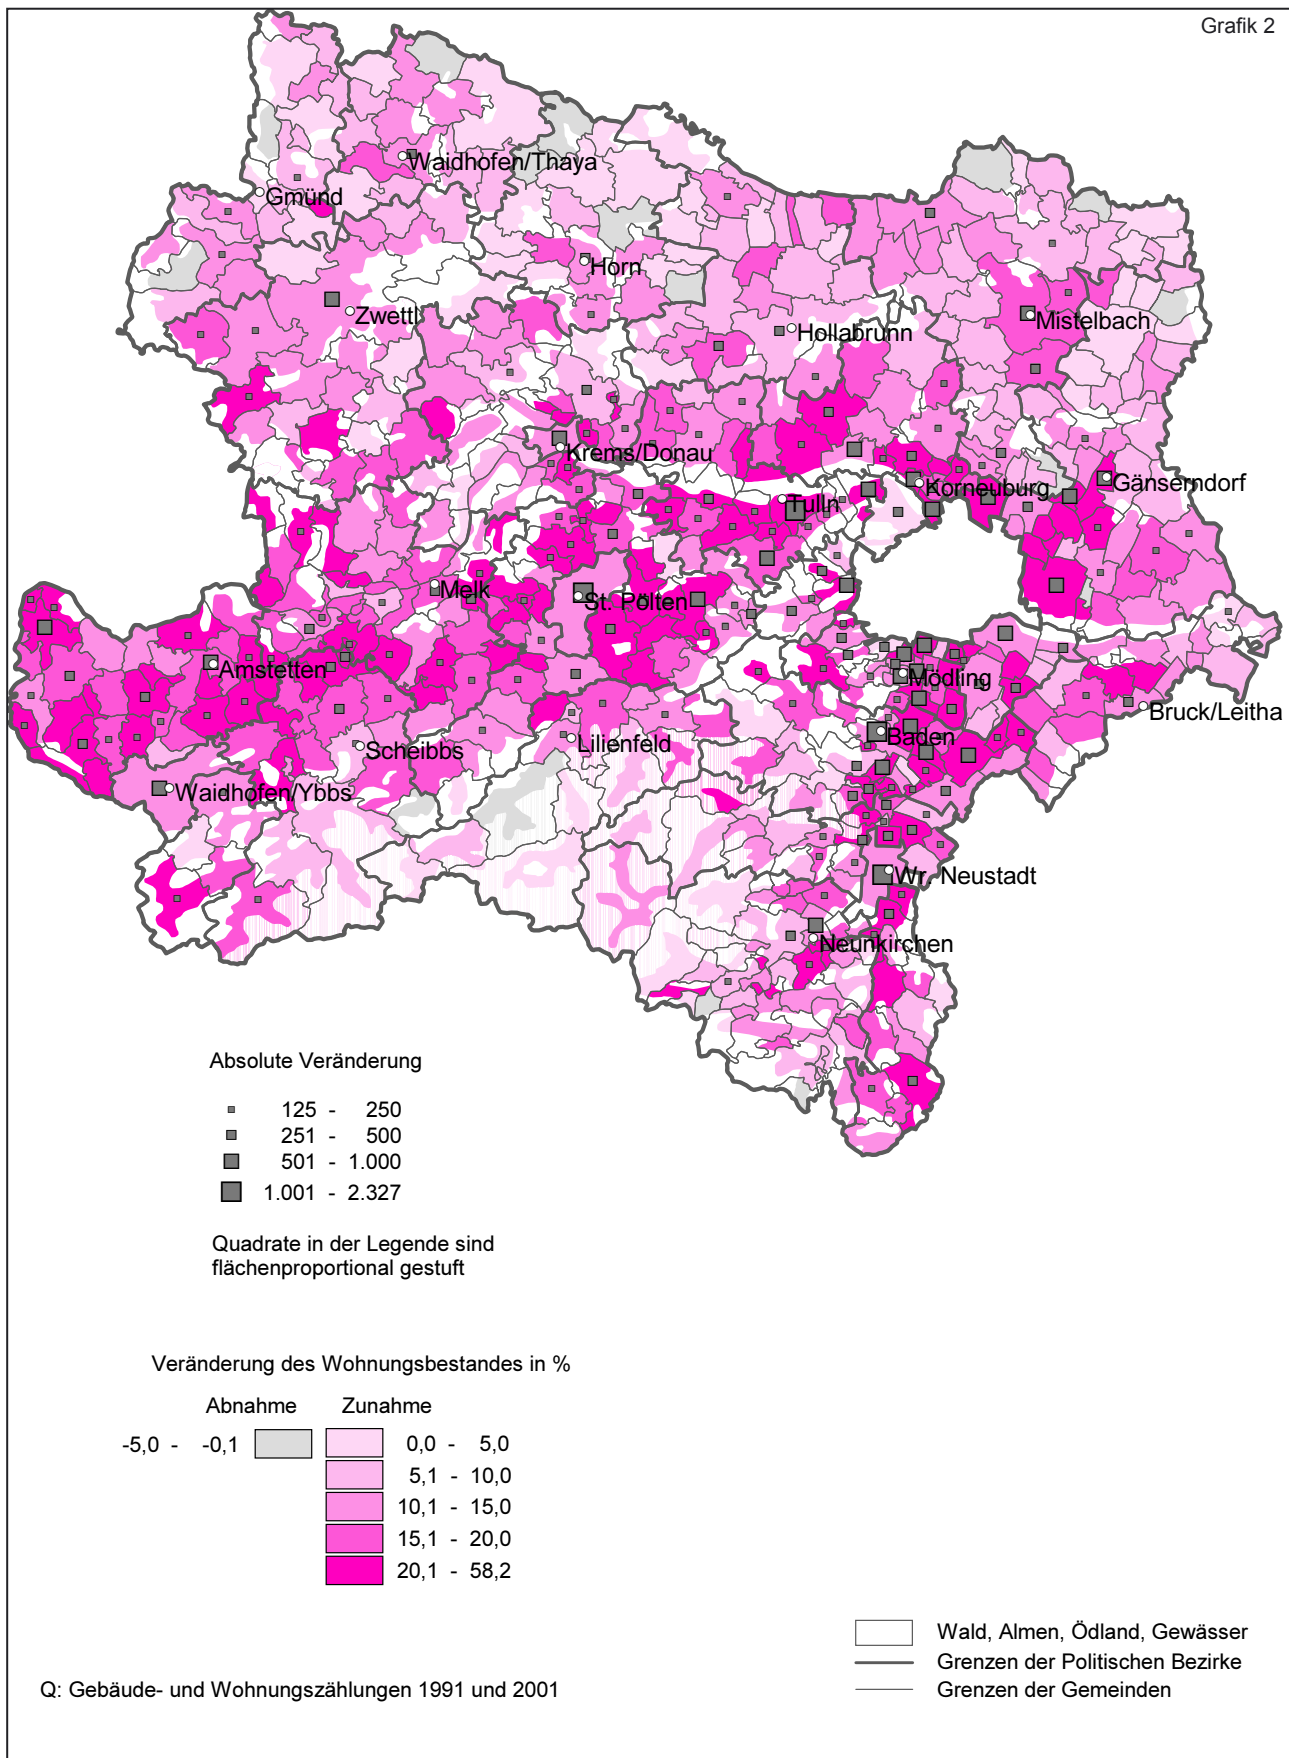 Grafik 2
Waidhofen/Thaya
Gmünd
Horn
Zwettl
Hollabrunn
Mistelbach
Krems/Donau
Gänserndorf
Korneuburg
Tulln
Melk
St. Pölten
Amstetten
Mödling
Bruck/Leitha
Baden
Lilienfeld
Scheibbs
Waidhofen/Ybbs
Wr. Neustadt
Neunkirchen
Absolute Veränderung
125 - 250
251 - 500
501 - 1.000
1.001 - 2.327
Quadrate in der Legende sind
flächenproportional gestuft
Veränderung des Wohnungsbestandes in %
Abnahme Zunahme
-5,0 - -0,1 0,0 - 5,0
5,1 - 10,0
10,1 - 15,0
15,1 - 20,0
20,1 - 58,2
Wald, Almen, Ödland, Gewässer
Grenzen der Politischen Bezirke
Grenzen der Gemeinden
Q: Gebäude- und Wohnungszählungen 1991 und 2001